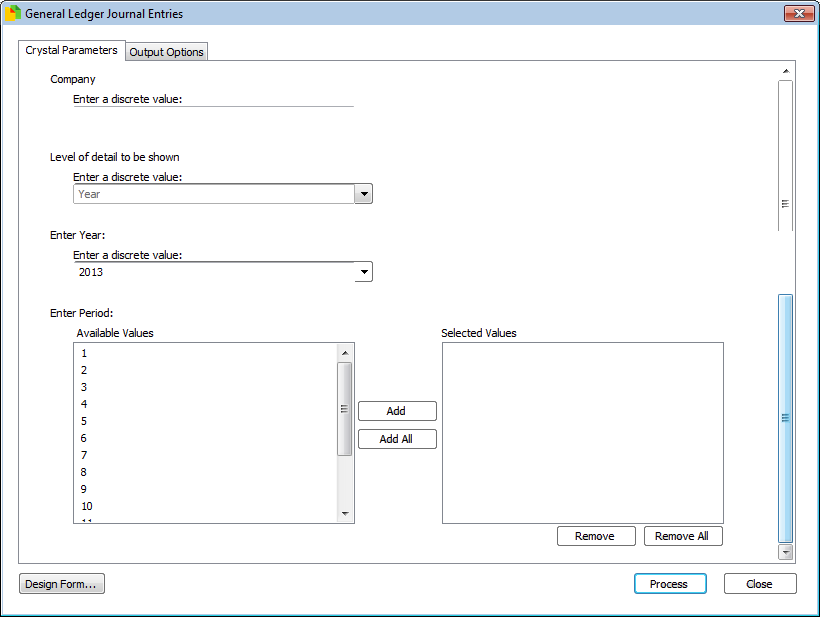 General Ledger Journal Entries
Crystal Parameters
Output Options
Company
Enter a discrete value:
Level of detail to be shown
Enter a discrete value:
Year
Enter Year:
Enter a discrete value:
2013
Enter Period:
Available Values
Selected Values
1
2
3
4
5
6
7
8
9
10
11
Add
Add All
Remove
Remove All
Design Form...
Process
Close